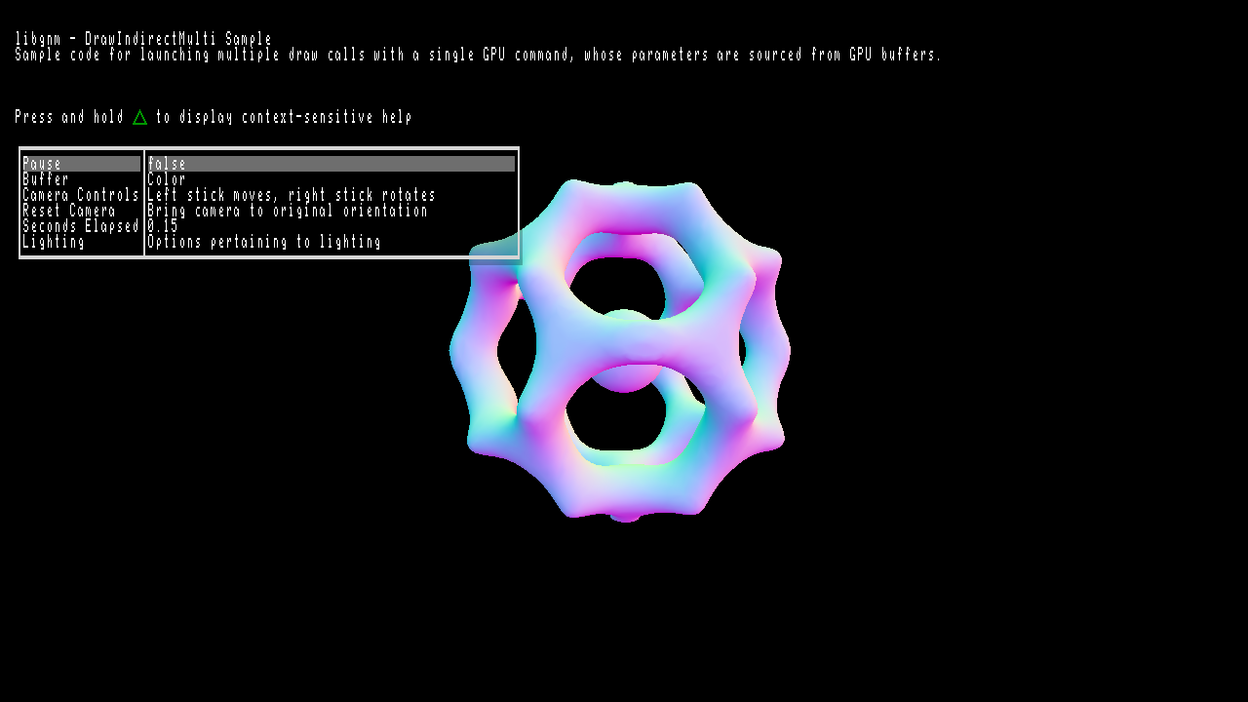 libgnm - DrawIndirectMulti Sample
Sample code for launching multiple draw calls with a single GPU command, whose parameters are sourced from GPU buffers.
Press and hold △ to display context-sensitive help
Pause false
Buffer Color
Camera Controls Left stick moves, right stick rotates
Reset Camera Bring camera to original orientation
Seconds Elapsed 0.15
Lighting Options pertaining to lighting